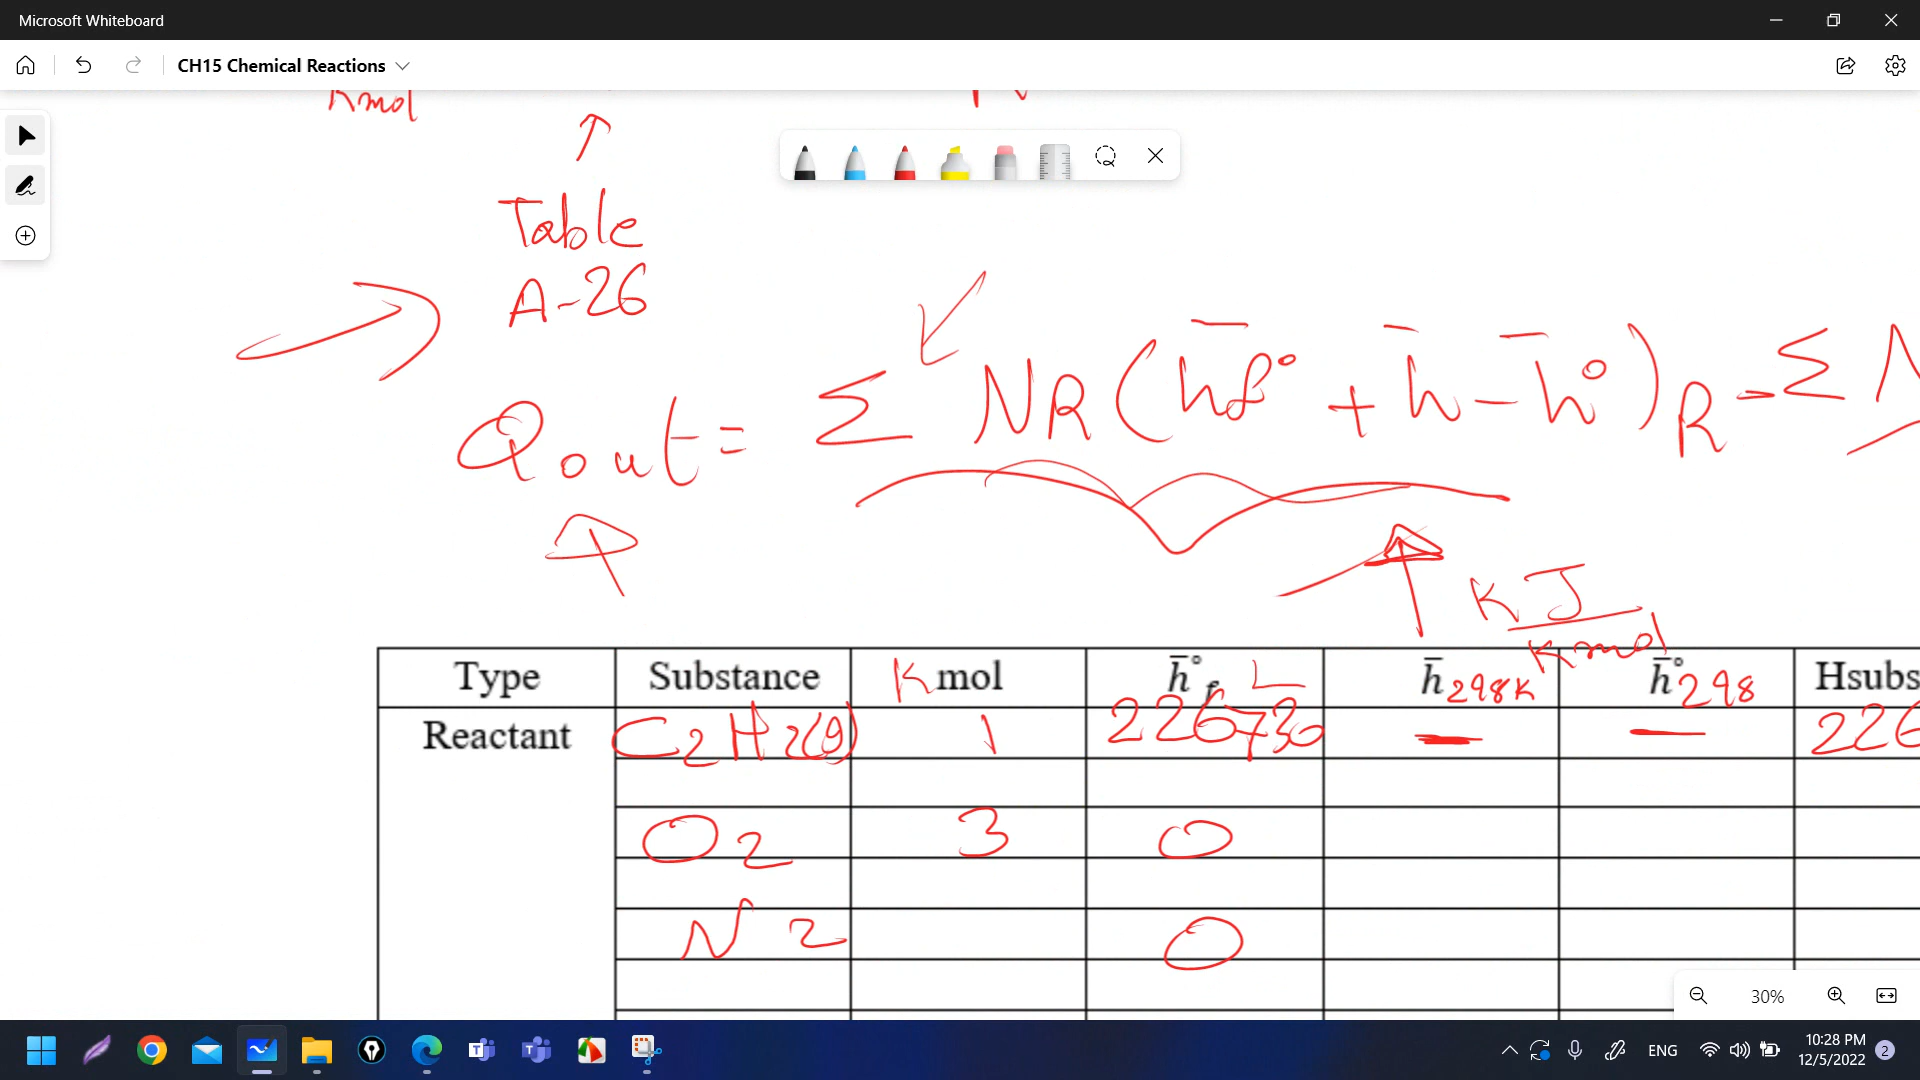 Microsoft Whiteboard
CH15 Chemical Reactions
Kmol
Table
A-26
Qout = Σ NR (h̄f° + h̄ - h̄°)R - Σ N
KJ
Kmol
Type Substance Kmol h̄°f h̄298K h̄°298 Hsubs
Reactant C2H2(g) 1 226730 — — 226
O2 3 0
N2 0
30%
ENG
10:28 PM
12/5/2022
2